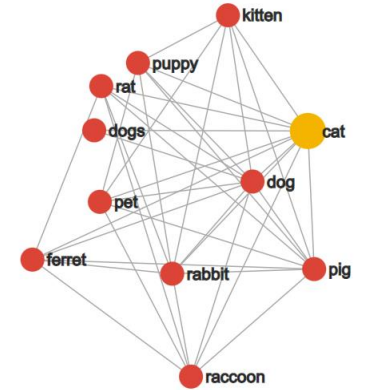 kitten
puppy
rat
dogs
cat
dog
pet
ferret
rabbit
pig
raccoon